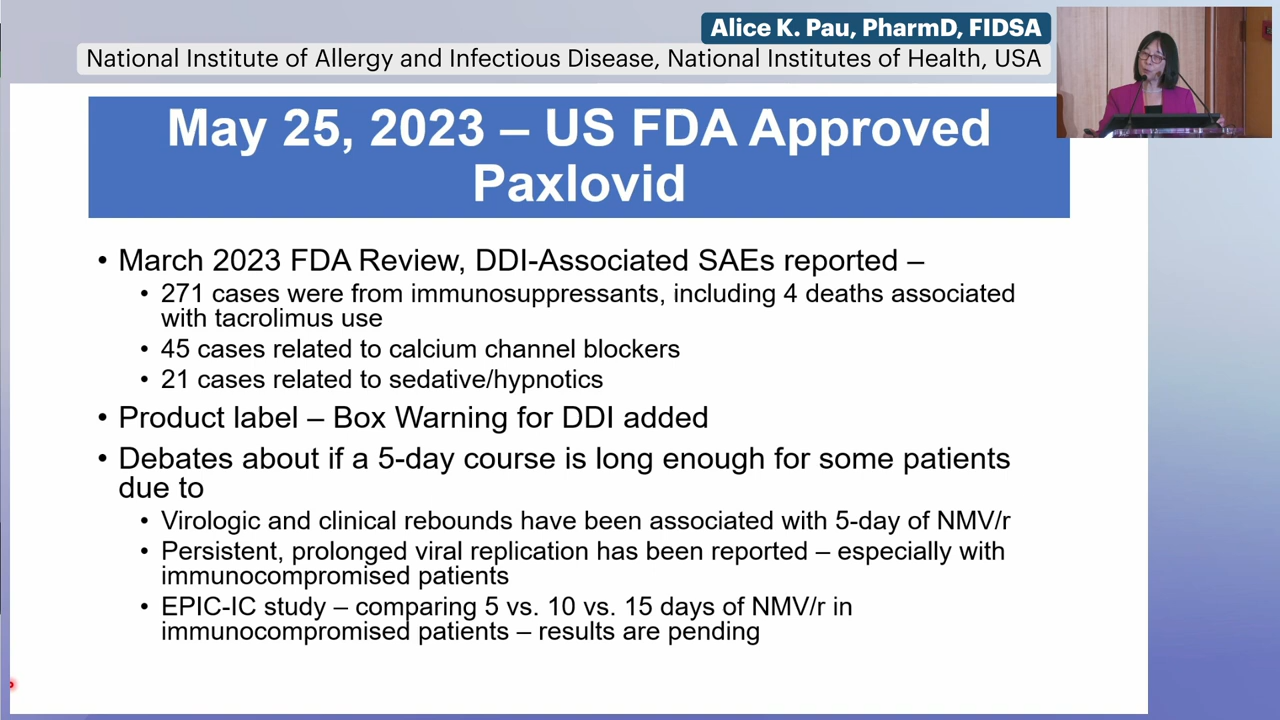 Alice K. Pau, PharmD, FIDSA
National Institute of Allergy and Infectious Disease, National Institutes of Health, USA
May 25, 2023 – US FDA Approved
Paxlovid
• March 2023 FDA Review, DDI-Associated SAEs reported –
• 271 cases were from immunosuppressants, including 4 deaths associated
with tacrolimus use
• 45 cases related to calcium channel blockers
• 21 cases related to sedative/hypnotics
• Product label – Box Warning for DDI added
• Debates about if a 5-day course is long enough for some patients
due to
• Virologic and clinical rebounds have been associated with 5-day of NMV/r
• Persistent, prolonged viral replication has been reported – especially with
immunocompromised patients
• EPIC-IC study – comparing 5 vs. 10 vs. 15 days of NMV/r in
immunocompromised patients – results are pending